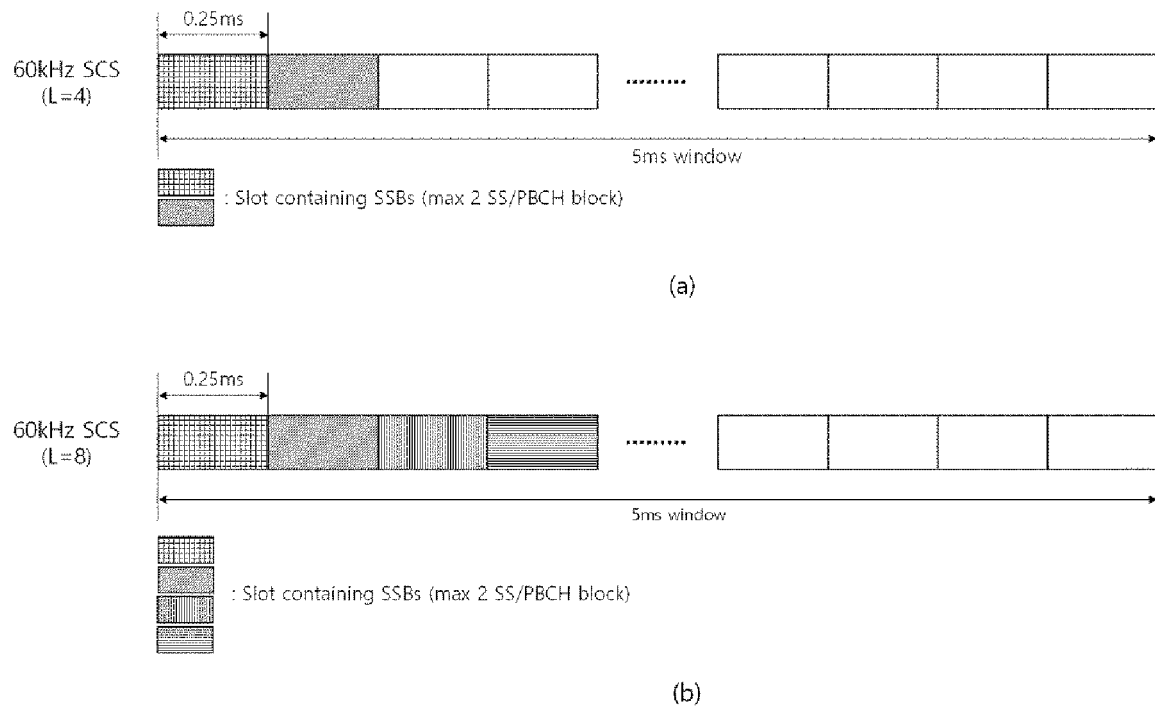 0.25ms
60kHz SCS
(L=4)
5ms window
: Slot containing SSBs (max 2 SS/PBCH block)
(a)
0.25ms
60kHz SCS
(L=8)
5ms window
: Slot containing SSBs (max 2 SS/PBCH block)
(b)